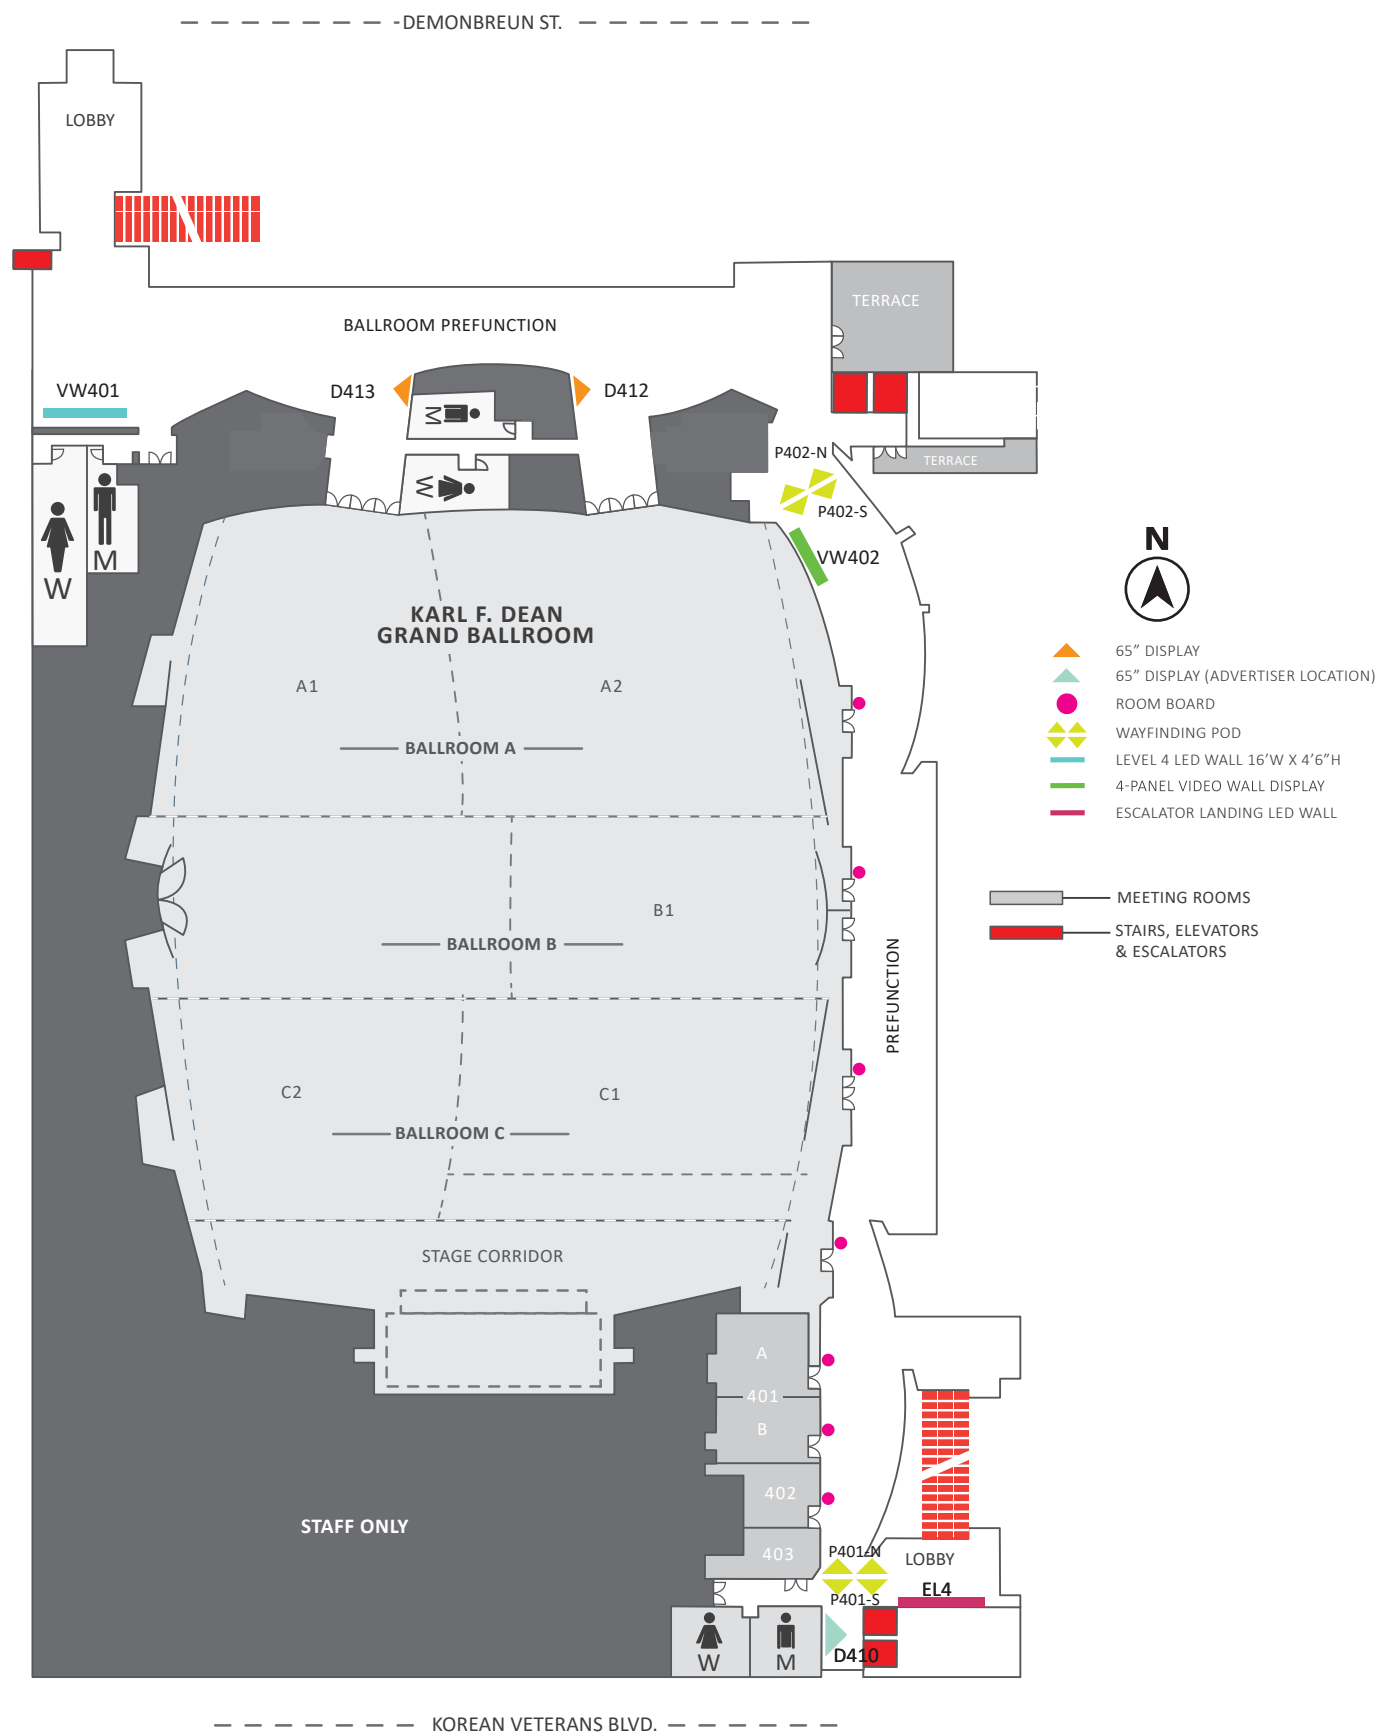 DEMONBREUN ST.
LOBBY
TERRACE
BALLROOM PREFUNCTION
VW401
D413
D412
M
P402-N
TERRACE
W
P402-S
VW402
M
W
N
KARL F. DEAN
GRAND BALLROOM
65” DISPLAY
65” DISPLAY (ADVERTISER LOCATION)
ROOM BOARD
WAYFINDING POD
LEVEL 4 LED WALL 16’W X 4’6”H
4-PANEL VIDEO WALL DISPLAY
ESCALATOR LANDING LED WALL
A1
A2
BALLROOM A
MEETING ROOMS
STAIRS, ELEVATORS
& ESCALATORS
B1
BALLROOM B
PREFUNCTION
C2
C1
BALLROOM C
STAGE CORRIDOR
A
401
B
402
STAFF ONLY
403
P401-N
LOBBY
EL4
P401-S
D410
W
M
KOREAN VETERANS BLVD.